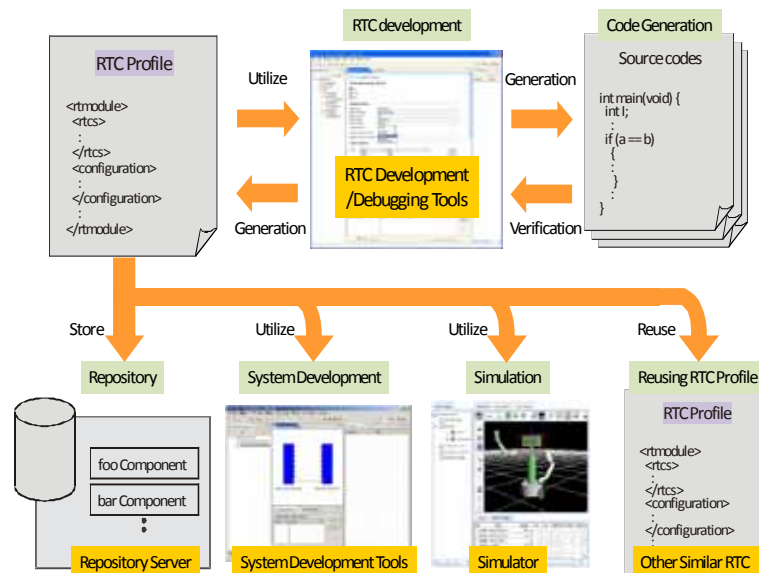 RTC development
Code Generation
RTC Profile
<rtmodule>
<rtcs>
:
</rtcs>
<configuration>
:
</configuration>
:
</rtmodule>
Utilize
Generation
RTC Development
/Debugging Tools
Generation
Verification
Source codes
int main(void) {
int I;
:
if (a == b)
{
:
}
:
}
Store
Utilize
Utilize
Reuse
Repository
System Development
Simulation
Reusing RTC Profile
foo Component
bar Component
:
Repository Server
System Development Tools
Simulator
RTC Profile
<rtmodule>
<rtcs>
:
</rtcs>
<configuration>
:
</configuration>
:
Other Similar RTC